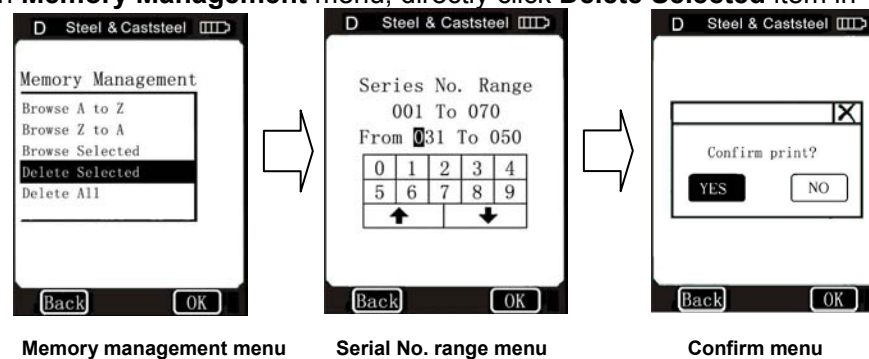 Memory Management menu, directly click Delete Selected item in
D Steel & Caststeel
Memory Management
Browse A to Z
Browse Z to A
Browse Selected
Delete Selected
Delete All
Back OK
D Steel & Caststeel
Series No. Range
001 To 070
From 031 To 050
0 1 2 3 4
5 6 7 8 9
Back OK
D Steel & Caststeel
X
Confirm print?
YES NO
Back OK
Memory management menu
Serial No. range menu
Confirm menu